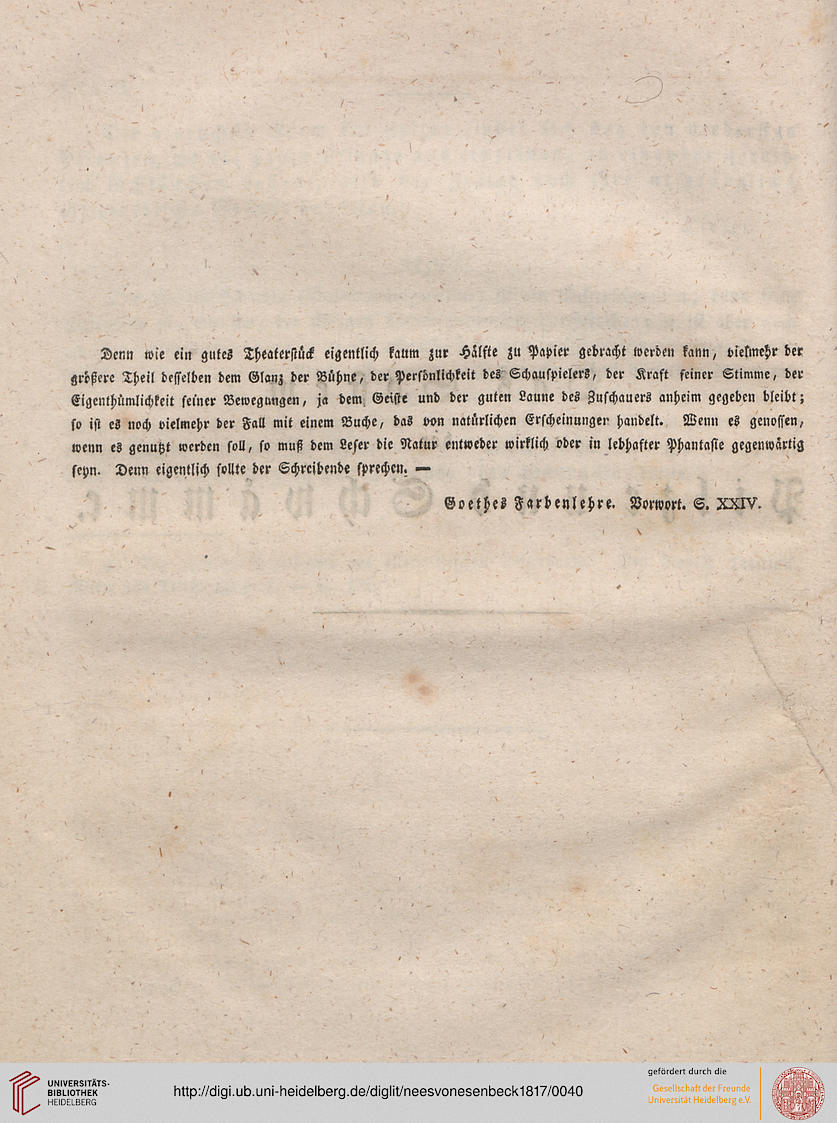 Denn wie ein gutes Theaterstück eigentlich kaum zur Hälfte zu Papier gebracht werden kann, vielmehr der
größere Theil desselben dem Glanz der Bühne, der Persönlichkeit des Schauspielers, der Kraft seiner Stimme, der
Eigenthümlichkeit seiner Bewegungen, ja dem Geiste und der guten Laune des Zuschauers anheim gegeben bleibt;
so ist es noch vielmehr der Fall mit einem Buche, das von natürlichen Erscheinungen handelt. Wenn es genossen,
wenn es genutzt werden soll, so muß dem Leser die Natur entweder wirklich oder in lebhafter Phantasie gegenwärtig
seyn. Denn eigentlich sollte der Schreibende sprechen. —
Goethes Farbenlehre. Vorwort. S. XXIV.
UNIVERSITÄTS-
BIBLIOTHEK
HEIDELBERG
http://digi.ub.uni-heidelberg.de/diglit/neesvonesenbeck1817/0040
gefördert durch die
Gesellschaft der Freunde
Universität Heidelberg e.V.